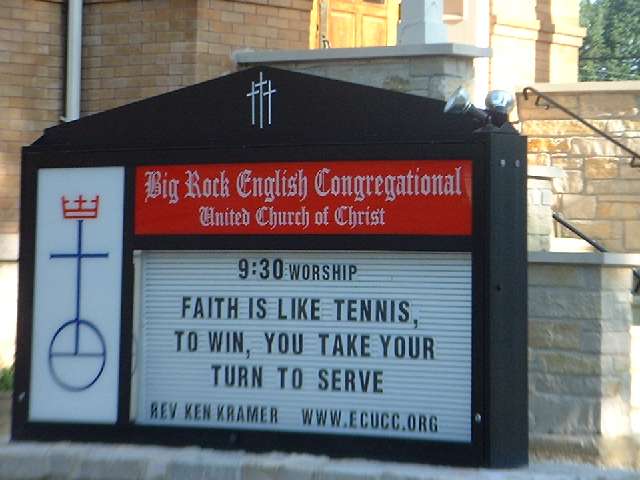 Big Rock English Congregational
United Church of Christ
9:30 WORSHIP
FAITH IS LIKE TENNIS,
TO WIN, YOU TAKE YOUR
TURN TO SERVE
REV KEN KRAMER WWW.ECUCC.ORG